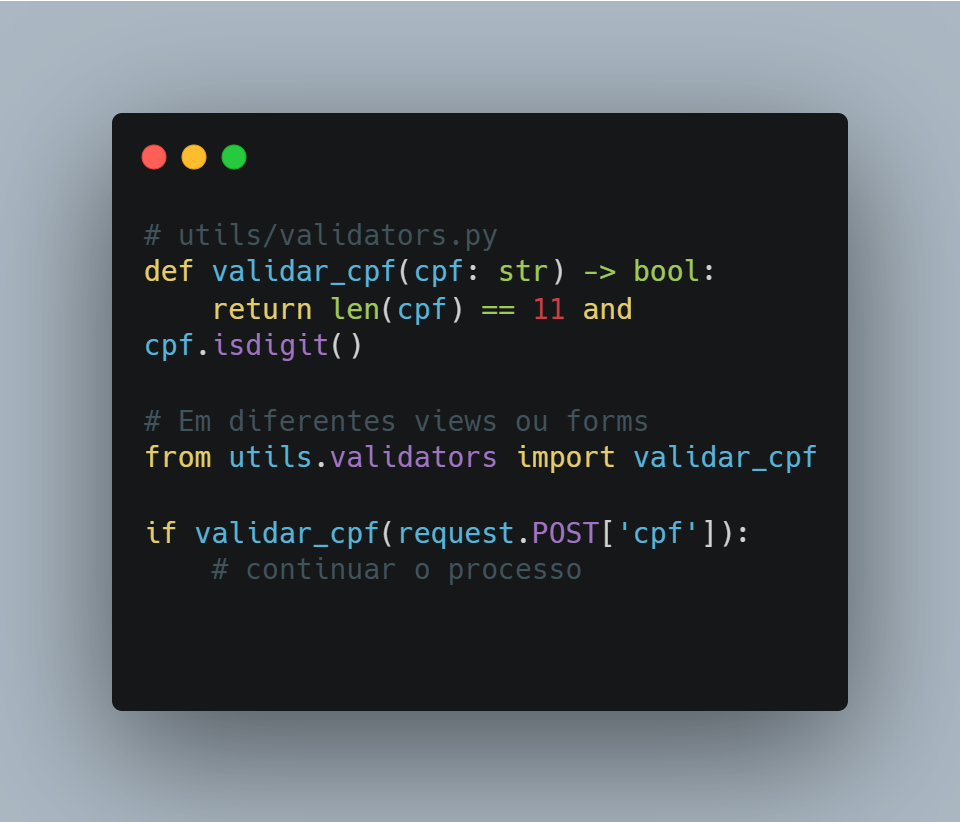 # utils/validators.py
def validar_cpf(cpf: str) -> bool:
    return len(cpf) == 11 and
cpf.isdigit()

# Em diferentes views ou forms
from utils.validators import validar_cpf

if validar_cpf(request.POST['cpf']):
    # continuar o processo